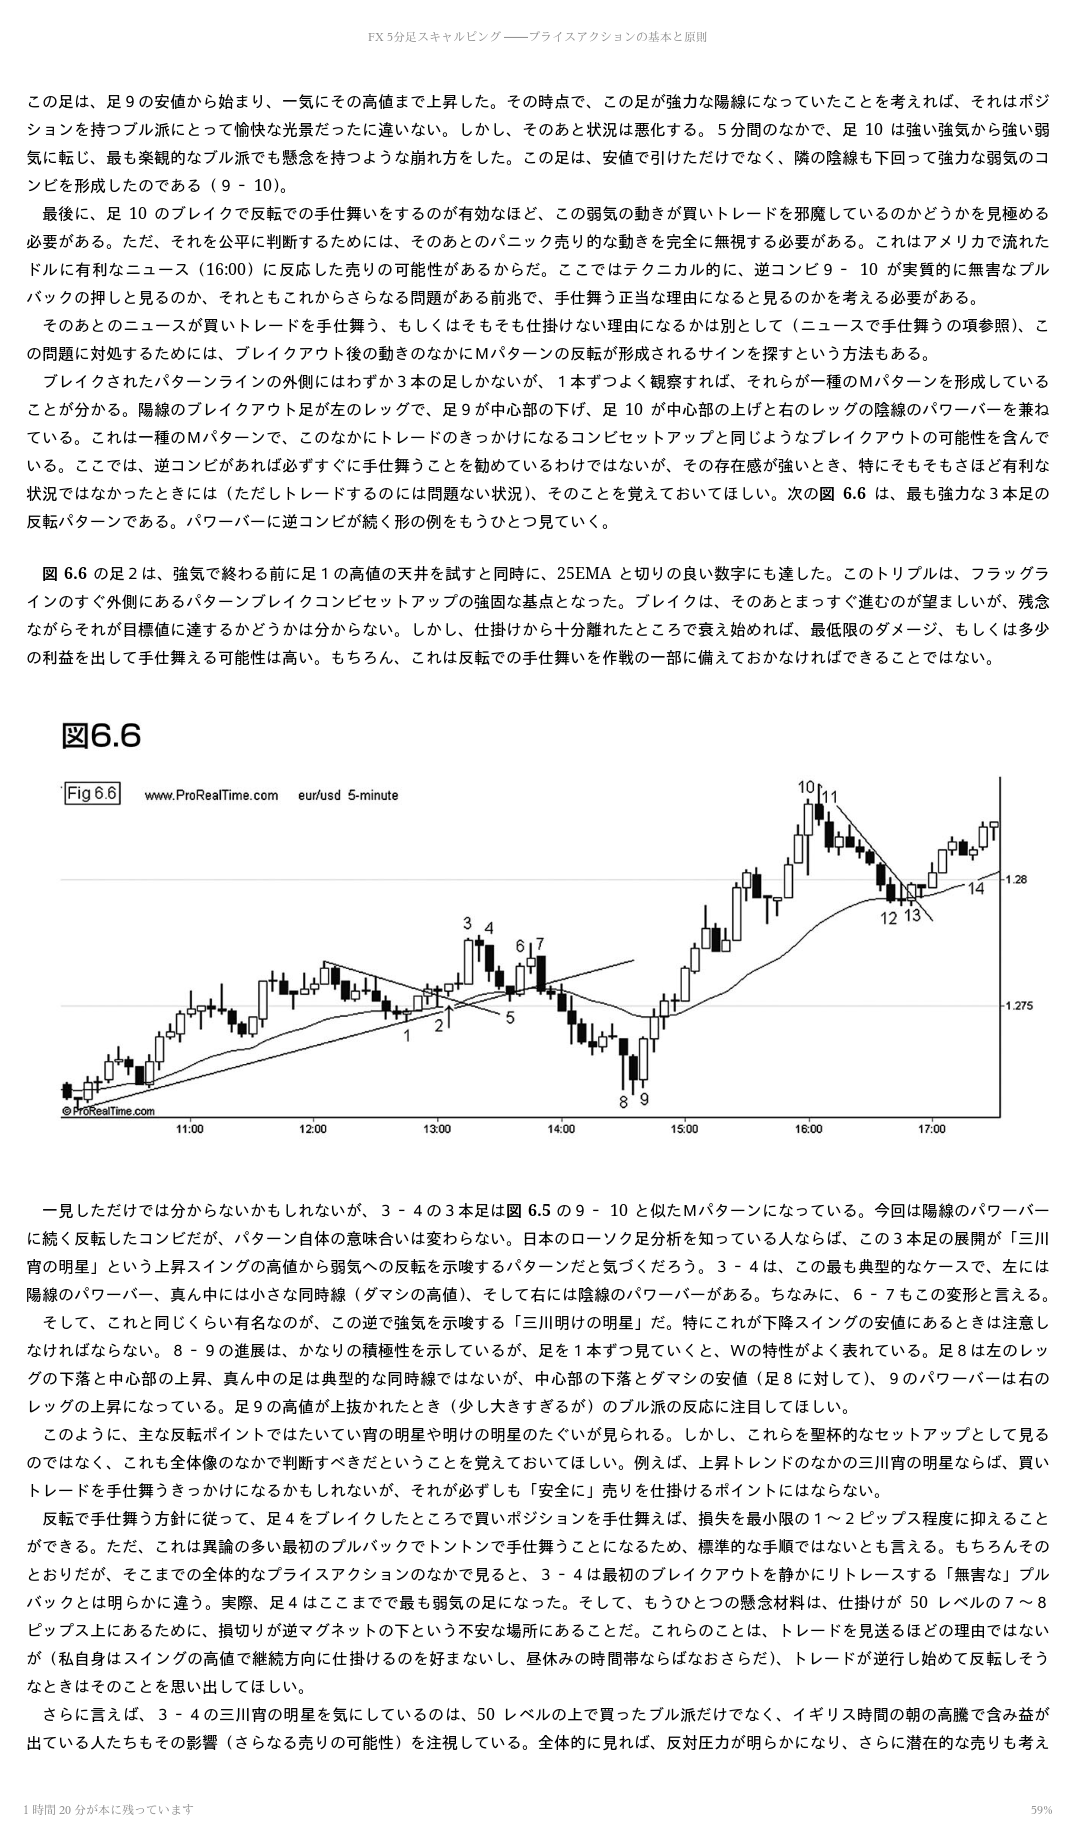 FX 5分足スキャルピング ――プライスアクションの基本と原則
この足は、足９の安値から始まり、一気にその高値まで上昇した。その時点で、この足が強力な陽線になっていたことを考えれば、それはポジ
ションを持つブル派にとって愉快な光景だったに違いない。しかし、そのあと状況は悪化する。５分間のなかで、足 10 は強い強気から強い弱
気に転じ、最も楽観的なブル派でも懸念を持つような崩れ方をした。この足は、安値で引けただけでなく、隣の陰線も下回って強力な弱気のコ
ンビを形成したのである（９‐10）。
最後に、足 10 のブレイクで反転での手仕舞いをするのが有効なほど、この弱気の動きが買いトレードを邪魔しているのかどうかを見極める
必要がある。ただ、それを公平に判断するためには、そのあとのパニック売り的な動きを完全に無視する必要がある。これはアメリカで流れた
ドルに有利なニュース（16:00）に反応した売りの可能性があるからだ。ここではテクニカル的に、逆コンビ９‐ 10 が実質的に無害なプル
バックの押しと見るのか、それともこれからさらなる問題がある前兆で、手仕舞う正当な理由になると見るのかを考える必要がある。
そのあとのニュースが買いトレードを手仕舞う、もしくはそもそも仕掛けない理由になるかは別として（ニュースで手仕舞うの項参照）、こ
の問題に対処するためには、ブレイクアウト後の動きのなかにMパターンの反転が形成されるサインを探すという方法もある。
ブレイクされたパターンラインの外側にはわずか３本の足しかないが、１本ずつよく観察すれば、それらが一種のMパターンを形成している
ことが分かる。陽線のブレイクアウト足が左のレッグで、足９が中心部の下げ、足 10 が中心部の上げと右のレッグの陰線のパワーバーを兼ね
ている。これは一種のMパターンで、このなかにトレードのきっかけになるコンビセットアップと同じようなブレイクアウトの可能性を含んで
いる。ここでは、逆コンビがあれば必ずすぐに手仕舞うことを勧めているわけではないが、その存在感が強いとき、特にそもそもさほど有利な
状況ではなかったときには（ただしトレードするのには問題ない状況）、そのことを覚えておいてほしい。次の図 6.6 は、最も強力な３本足の
反転パターンである。パワーバーに逆コンビが続く形の例をもうひとつ見ていく。
図 6.6 の足２は、強気で終わる前に足１の高値の天井を試すと同時に、25EMA と切りの良い数字にも達した。このトリプルは、フラッグラ
インのすぐ外側にあるパターンブレイクコンビセットアップの強固な基点となった。ブレイクは、そのあとまっすぐ進むのが望ましいが、残念
ながらそれが目標値に達するかどうかは分からない。しかし、仕掛けから十分離れたところで衰え始めれば、最低限のダメージ、もしくは多少
の利益を出して手仕舞える可能性は高い。もちろん、これは反転での手仕舞いを作戦の一部に備えておかなければできることではない。
図6.6
Fig 6.6 www.ProRealTime.com eur/usd 5-minute
10 11
1.28
14
12 13
3 4
6 7
1.275
5
2
1
8 9
©ProRealTime.com
11:00 12:00 13:00 14:00 15:00 16:00 17:00
一見しただけでは分からないかもしれないが、３‐４の３本足は図 6.5 の９‐ 10 と似たMパターンになっている。今回は陽線のパワーバー
に続く反転したコンビだが、パターン自体の意味合いは変わらない。日本のローソク足分析を知っている人ならば、この３本足の展開が「三川
宵の明星」という上昇スイングの高値から弱気への反転を示唆するパターンだと気づくだろう。３‐４は、この最も典型的なケースで、左には
陽線のパワーバー、真ん中には小さな同時線（ダマシの高値）、そして右には陰線のパワーバーがある。ちなみに、６‐７もこの変形と言える。
そして、これと同じくらい有名なのが、この逆で強気を示唆する「三川明けの明星」だ。特にこれが下降スイングの安値にあるときは注意し
なければならない。８‐９の進展は、かなりの積極性を示しているが、足を１本ずつ見ていくと、Wの特性がよく表れている。足８は左のレッ
グの下落と中心部の上昇、真ん中の足は典型的な同時線ではないが、中心部の下落とダマシの安値（足８に対して）、９のパワーバーは右の
レッグの上昇になっている。足９の高値が上抜かれたとき（少し大きすぎるが）のブル派の反応に注目してほしい。
このように、主な反転ポイントではたいてい宵の明星や明けの明星のたぐいが見られる。しかし、これらを聖杯的なセットアップとして見る
のではなく、これも全体像のなかで判断すべきだということを覚えておいてほしい。例えば、上昇トレンドのなかの三川宵の明星ならば、買い
トレードを手仕舞うきっかけになるかもしれないが、それが必ずしも「安全に」売りを仕掛けるポイントにはならない。
反転で手仕舞う方針に従って、足４をブレイクしたところで買いポジションを手仕舞えば、損失を最小限の１～２ピップス程度に抑えること
ができる。ただ、これは異論の多い最初のプルバックでトントンで手仕舞うことになるため、標準的な手順ではないとも言える。もちろんその
とおりだが、そこまでの全体的なプライスアクションのなかで見ると、３‐４は最初のブレイクアウトを静かにリトレースする「無害な」プル
バックとは明らかに違う。実際、足４はここまでで最も弱気の足になった。そして、もうひとつの懸念材料は、仕掛けが 50 レベルの７～８
ピップス上にあるために、損切りが逆マグネットの下という不安な場所にあることだ。これらのことは、トレードを見送るほどの理由ではない
が（私自身はスイングの高値で継続方向に仕掛けるのを好まないし、昼休みの時間帯ならばなおさらだ）、トレードが逆行し始めて反転しそう
なときはそのことを思い出してほしい。
さらに言えば、３‐４の三川宵の明星を気にしているのは、50 レベルの上で買ったブル派だけでなく、イギリス時間の朝の高騰で含み益が
出ている人たちもその影響（さらなる売りの可能性）を注視している。全体的に見れば、反対圧力が明らかになり、さらに潜在的な売りも考え
1 時間 20 分が本に残っています 59%